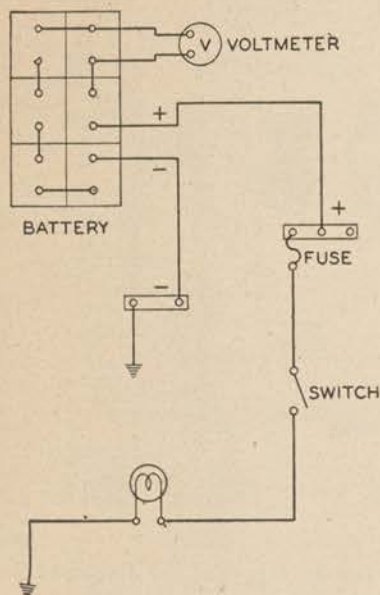 V VOLTMETER
+
−
BATTERY
+
FUSE
−
SWITCH